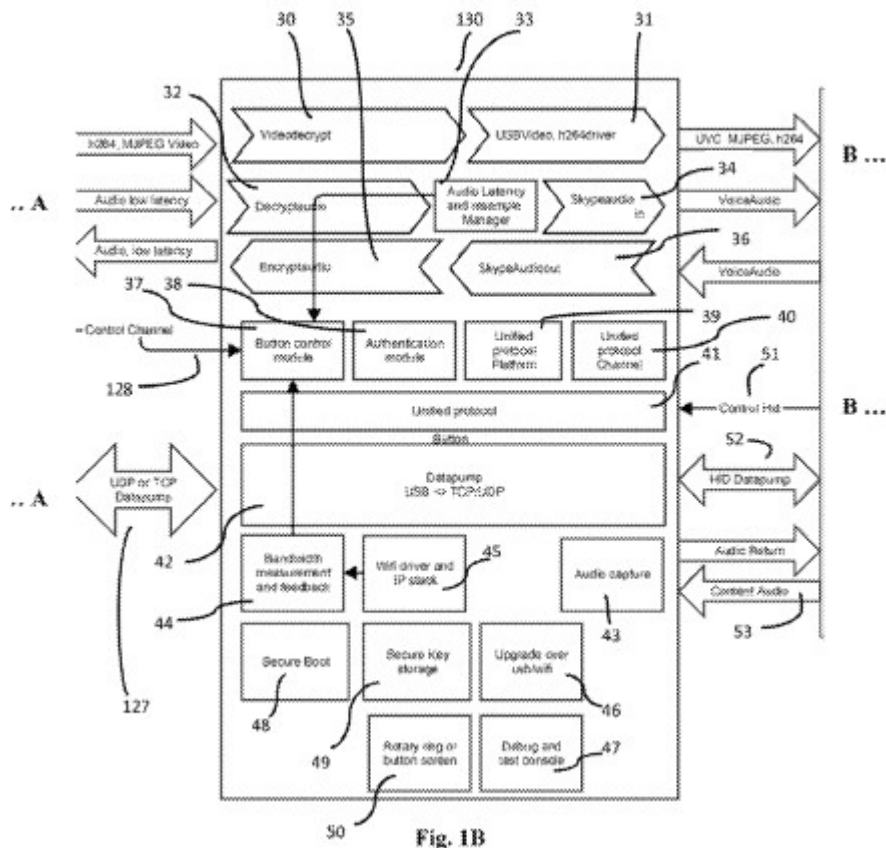 30
35
130
33
31
32
h264, MJPEG Video
Videodecrypt
USBVideo, h264driver
UVC MJPEG, h264
B ...
34
.. A
Audio low latency
Decryptaudio
Audio Latency
and resample
Manager
Skypeaudio
in
VoiceAudio
35
36
Audio, low latency
Encryptaudio
SkypeAudioout
VoiceAudio
37
38
39
40
Control Channel
Button control
module
Authentication
module
Unified
protocol
Platform
Unified
protocol
Channel
41
51
128
Unified protocol
Control Hid
B ...
Button
52
.. A
UDP or TCP
Datapump
Datapump
USB <> TCP/UDP
HID Datapump
42
Bandwidth
measurement
and feedback
Wifi driver and
IP stack
45
Audio capture
Audio Return
Content Audio
44
43
53
127
Secure Boot
Secure Key
storage
Upgrade over
usb/wifi
48
49
46
Rotary ring or
button screen
Debug and
test console
47
50
Fig. 1B